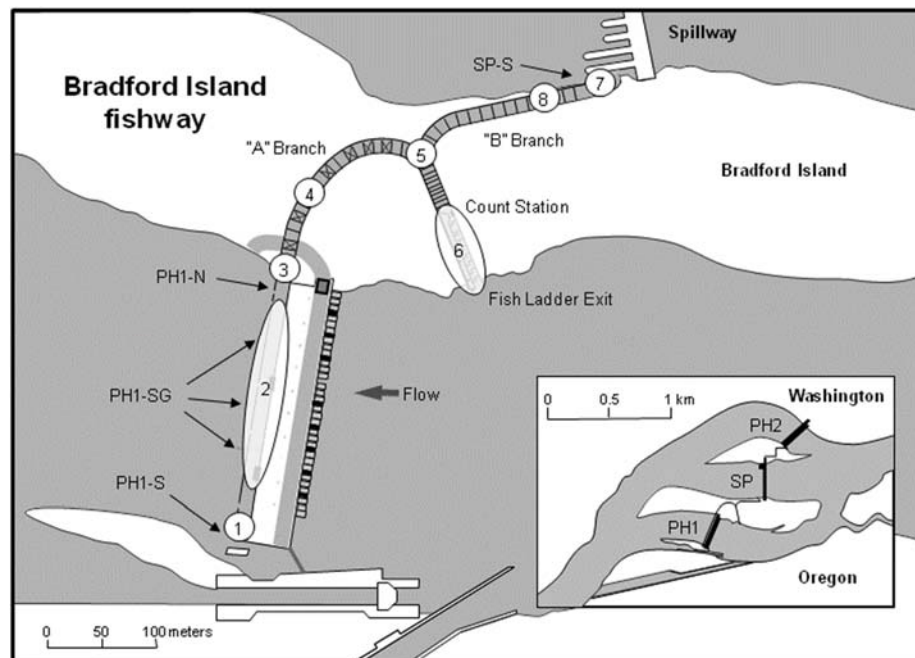 Spillway
SP-S
7
8
Bradford Island
fishway
"A" Branch
5
"B" Branch
Bradford Island
4
Count Station
6
3
PH1-N
Fish Ladder Exit
2
PH1-SG
Flow
PH1-S
1
0 0.5 1 km
Washington
PH2
SP
PH1
Oregon
0 50 100 meters